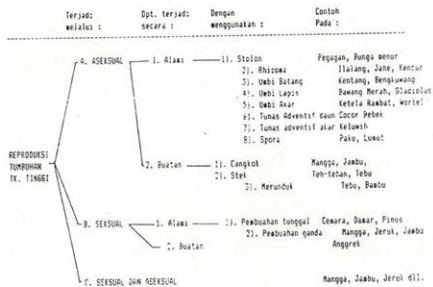 Terjadi Dpt. terjadi Dengan Contoh
melalui : secara : menggunakan : Pada :
A. ASEKSUAL 1. Alami 1). Stolon Pegagan, Bunga menur
2). Rhizoma Ilalang, Jahe, Kencur
3). Umbi Batang Kentang, Bengkuwang
4). Umbi Lapis Bawang Merah, Gladiolus
5). Umbi Akar Ketela Rambat, Wortel
6). Tunas Adventif daun Cocor Bebek
7). Tunas adventif akar Keluwih
8). Spora Paku, Lumut
2. Buatan 1). Cangkok Mangga, Jambu,
2). Stek Teh-tehan, Tebu
3). Merunduk Tebu, Bambu
REPRODUKSI
TUMBUHAN
TK. TINGGI
B. SEKSUAL 1. Alami 1). Pembuahan tunggal Cemara, Damar, Pinus
2). Pembuahan ganda Mangga, Jeruk, Jambu
2. Buatan Anggrek
C. SEKSUAL DAN ASEKSUAL Mangga, Jambu, Jeruk dll.